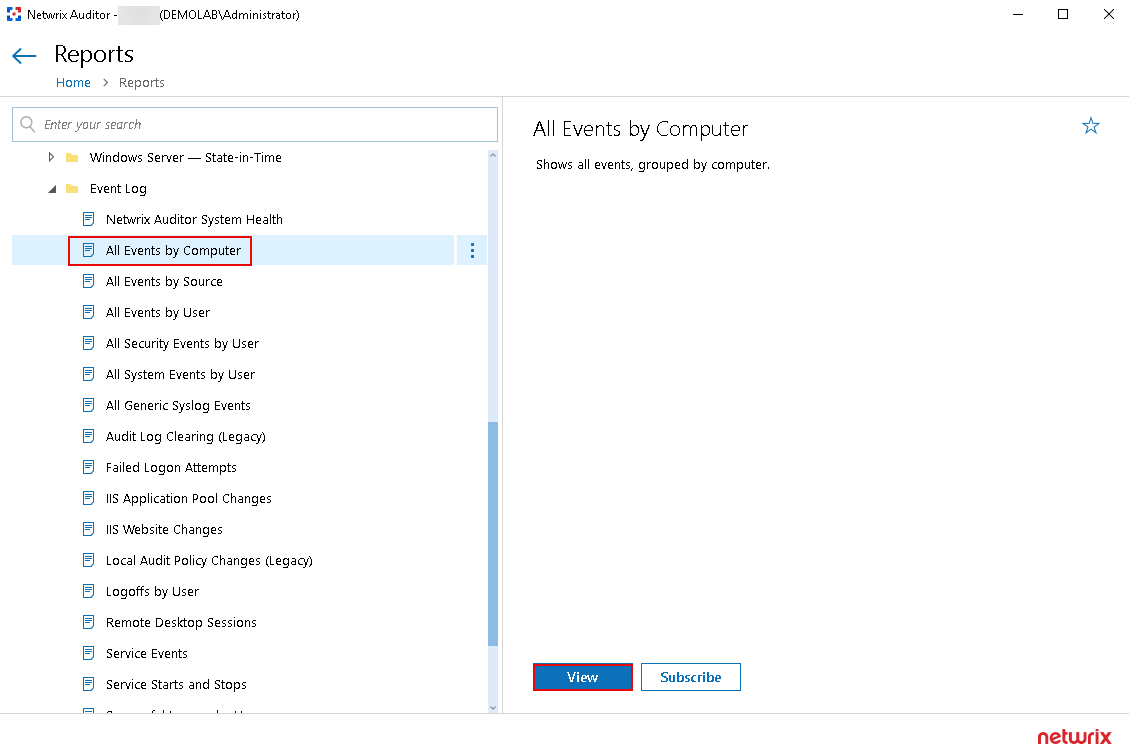 Netwrix Auditor - (DEMOLAB\Administrator)
Reports
Home > Reports
Enter your search
Windows Server — State-in-Time
Event Log
Netwrix Auditor System Health
All Events by Computer
All Events by Source
All Events by User
All Security Events by User
All System Events by User
All Generic Syslog Events
Audit Log Clearing (Legacy)
Failed Logon Attempts
IIS Application Pool Changes
IIS Website Changes
Local Audit Policy Changes (Legacy)
Logoffs by User
Remote Desktop Sessions
Service Events
Service Starts and Stops
All Events by Computer
Shows all events, grouped by computer.
View
Subscribe
netwrix